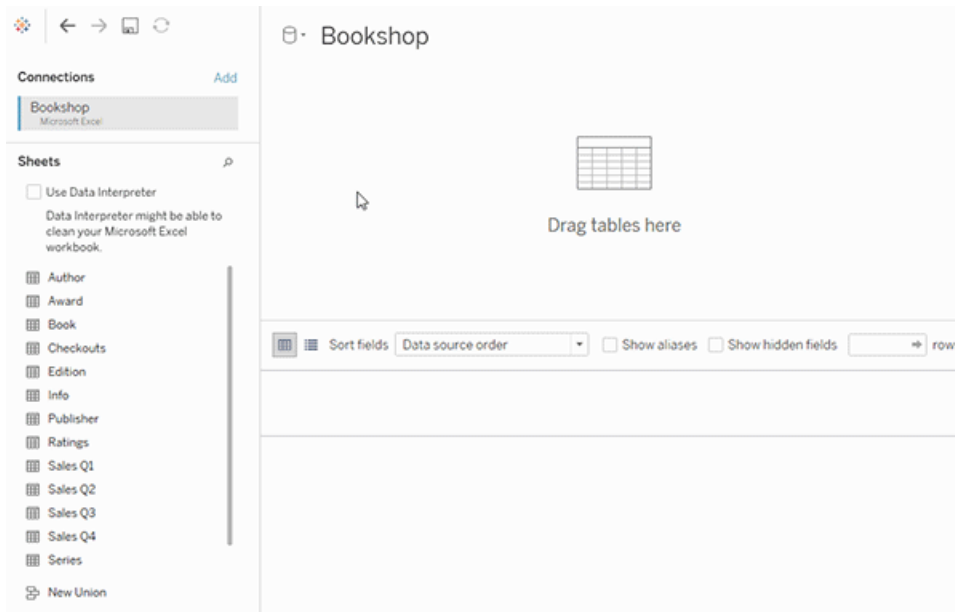 Bookshop
Connections
Add
Bookshop
Microsoft Excel
Sheets
Use Data Interpreter
Data Interpreter might be able to
clean your Microsoft Excel
workbook.
Author
Award
Book
Checkouts
Edition
Info
Publisher
Ratings
Sales Q1
Sales Q2
Sales Q3
Sales Q4
Series
New Union
Drag tables here
Sort fields Data source order Show aliases Show hidden fields row